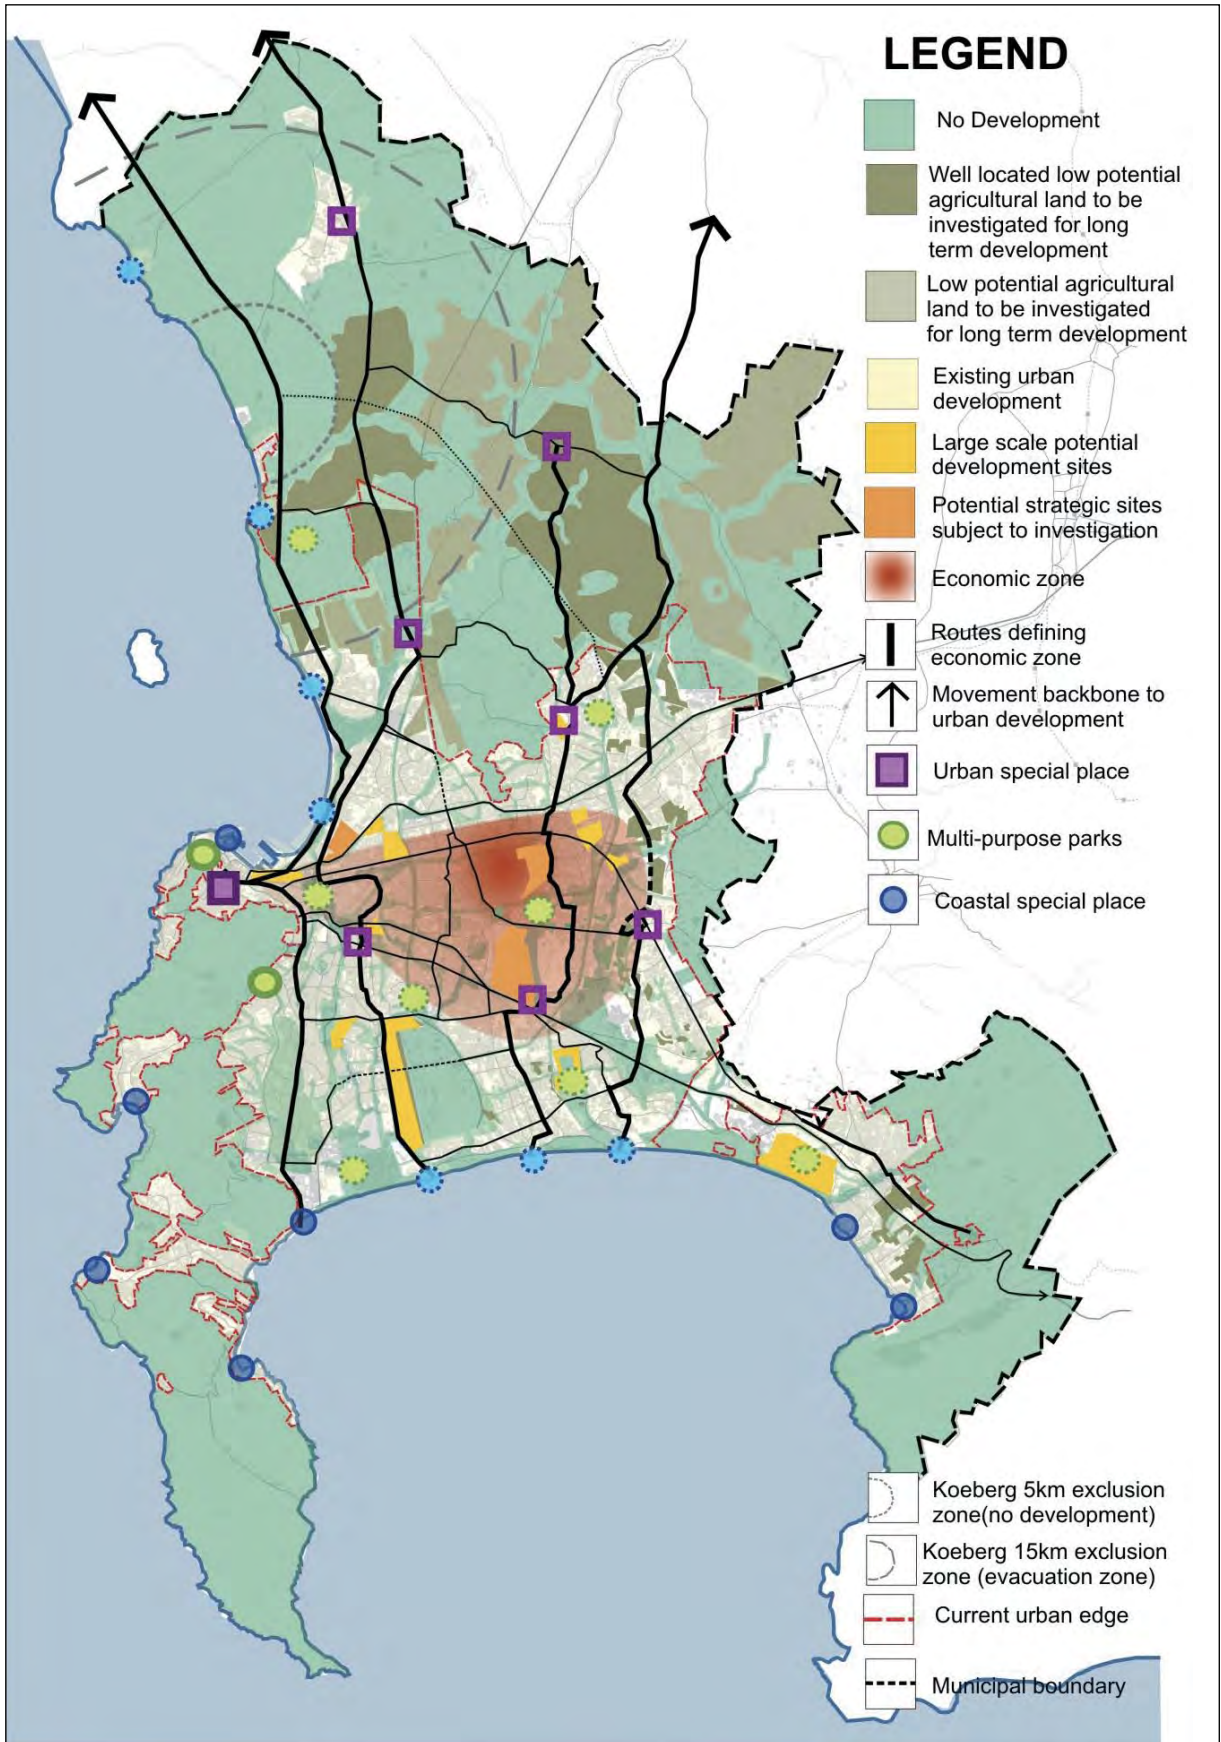 LEGEND
No Development
Well located low potential
agricultural land to be
investigated for long
term development
Low potential agricultural
land to be investigated
for long term development
Existing urban
development
Large scale potential
development sites
Potential strategic sites
subject to investigation
Economic zone
Routes defining
economic zone
Movement backbone to
urban development
Urban special place
Multi-purpose parks
Coastal special place
Koeberg 5km exclusion
zone(no development)
Koeberg 15km exclusion
zone (evacuation zone)
Current urban edge
Municipal boundary